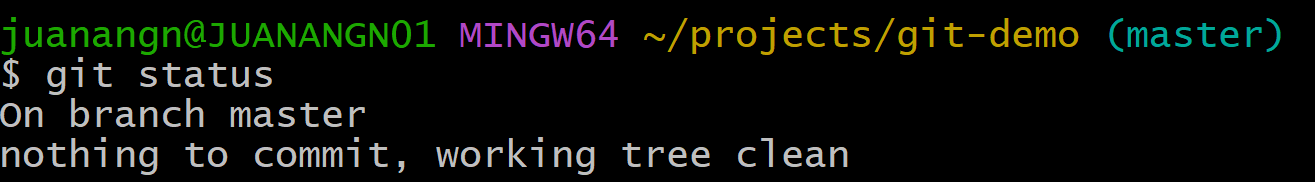 juanangn@JUANANGN01 MINGW64 ~/projects/git-demo (master)
$ git status
On branch master
nothing to commit, working tree clean